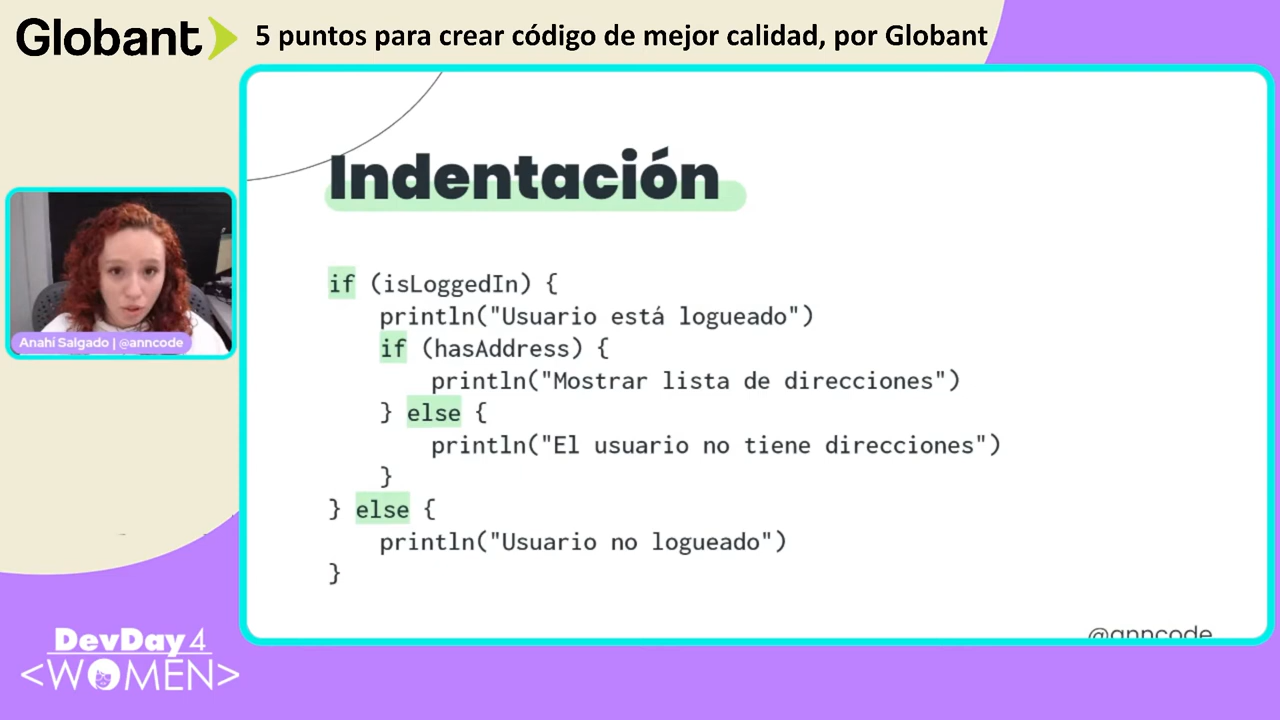 Globant
5 puntos para crear código de mejor calidad, por Globant
Indentación
if (isLoggedIn) {
    println("Usuario está logueado")
    if (hasAddress) {
        println("Mostrar lista de direcciones")
    } else {
        println("El usuario no tiene direcciones")
    }
} else {
    println("Usuario no logueado")
}
Anahí Salgado | @anncode
@anncode
DevDay4
<WOMEN>